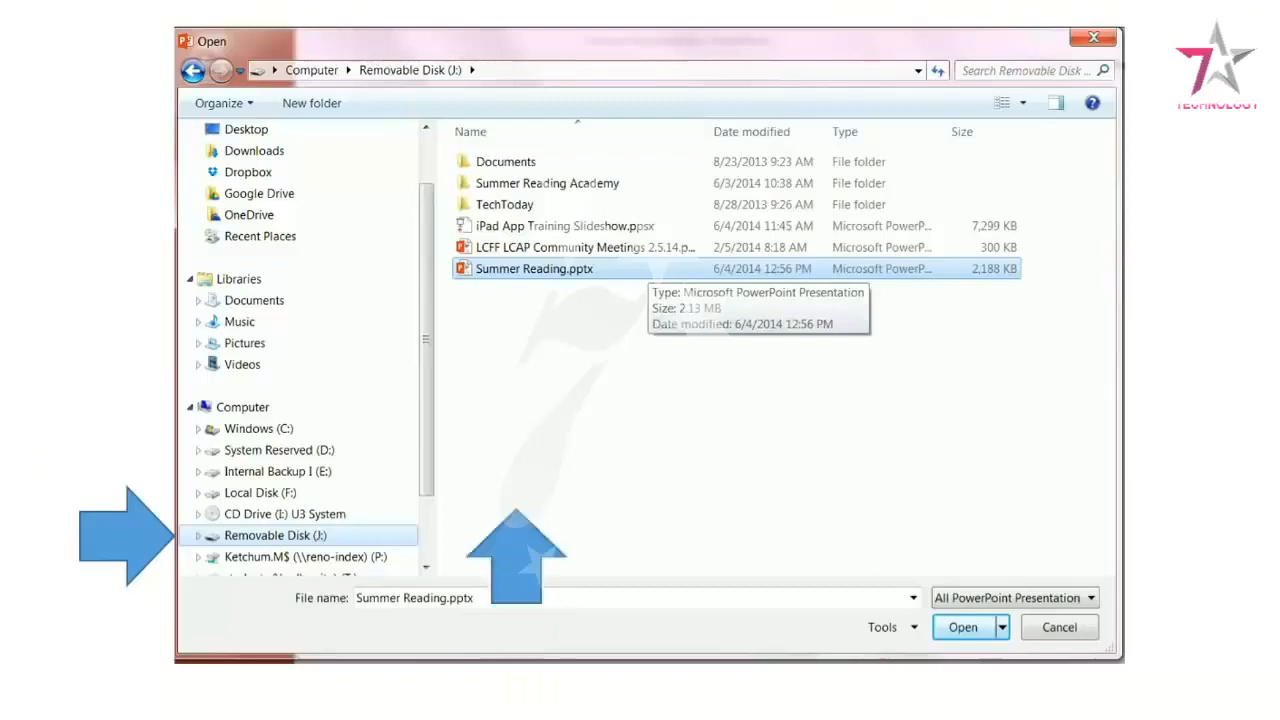 Open
7
TECHNOLOGY
Computer Removable Disk (J:) Search Removable Disk ...
Organize New folder
Name Date modified Type Size
Desktop
Downloads
Dropbox
Google Drive
OneDrive
Recent Places
Libraries
Documents
Music
Pictures
Videos
Computer
Windows (C:)
System Reserved (D:)
Internal Backup I (E:)
Local Disk (F:)
CD Drive (I:) U3 System
Removable Disk (J:)
Ketchum.M$ (\\reno-index) (P:)
Documents 8/23/2013 9:23 AM File folder
Summer Reading Academy 6/3/2014 10:38 AM File folder
TechToday 8/28/2013 9:26 AM File folder
iPad App Training Slideshow.ppsx 6/4/2014 11:45 AM Microsoft PowerP... 7,299 KB
LCFF LCAP Community Meetings 2.5.14.p... 2/5/2014 8:18 AM Microsoft PowerP... 300 KB
Summer Reading.pptx 6/4/2014 12:56 PM Microsoft PowerP... 2,188 KB
Type: Microsoft PowerPoint Presentation
Size: 2.13 MB
Date modified: 6/4/2014 12:56 PM
File name: Summer Reading.pptx All PowerPoint Presentation
Tools Open Cancel